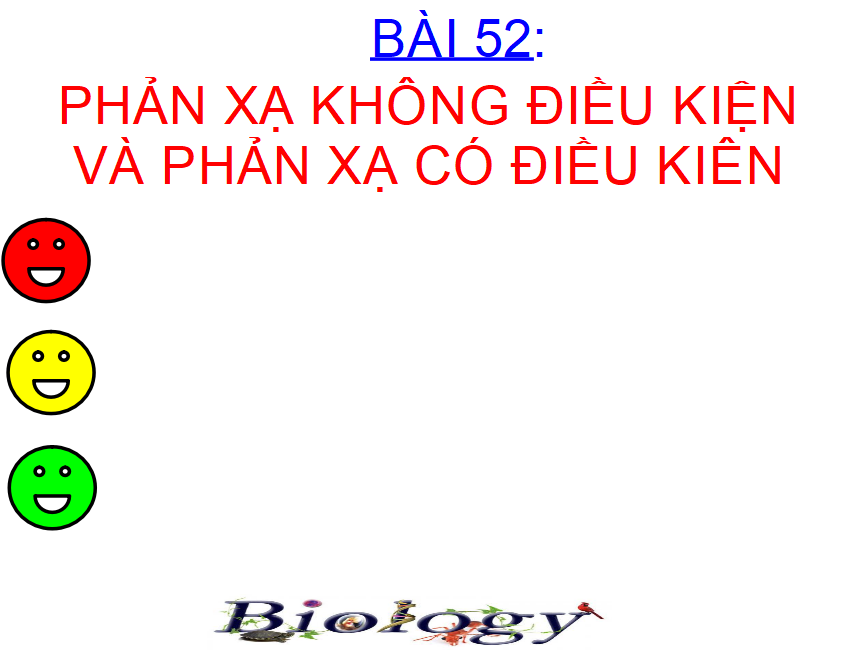 BÀI 52:
PHẢN XẠ KHÔNG ĐIỀU KIỆN
VÀ PHẢN XẠ CÓ ĐIỀU KIÊN
Biology